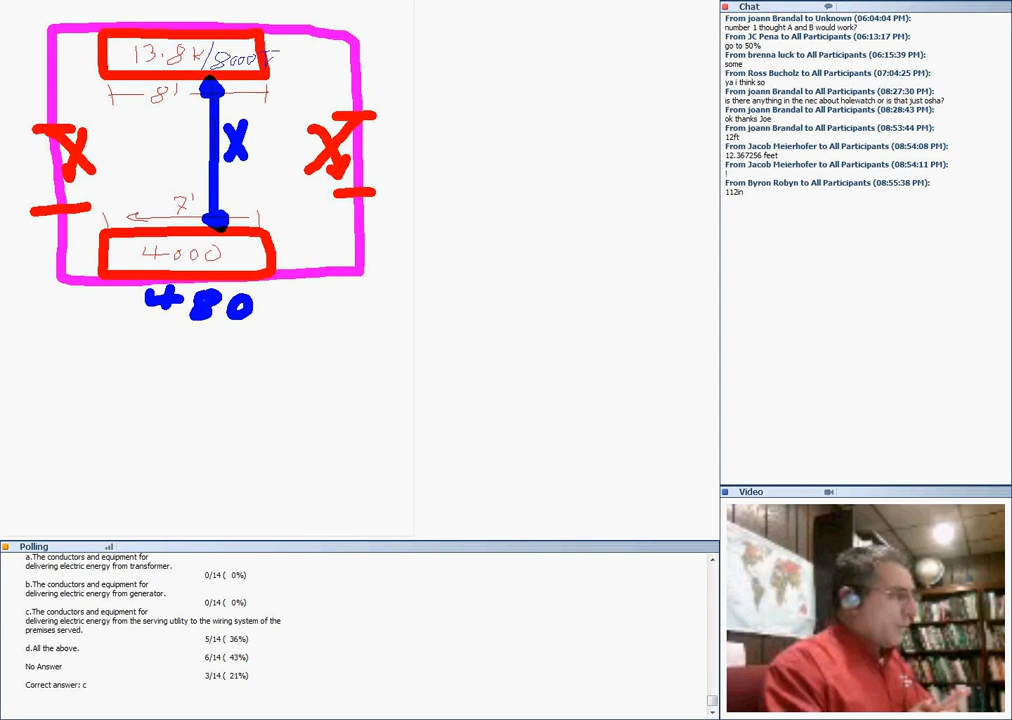 13.8k/8000
8'
X
X
X
7'
4000
480
Chat
From joann Brandal to Unknown (06:04:04 PM):
number 1 thought A and B would work?
From JC Pena to All Participants (06:13:17 PM):
go to 50%
From brenna luck to All Participants (06:15:39 PM):
some
From Ross Bucholz to All Participants (07:04:25 PM):
ya i think so
From joann Brandal to All Participants (08:27:30 PM):
is there anything in the nec about holewatch or is that just osha?
From joann Brandal to All Participants (08:28:43 PM):
ok thanks Joe
From joann Brandal to All Participants (08:53:44 PM):
12ft
From Jacob Meierhofer to All Participants (08:54:08 PM):
12.367256 feet
From Jacob Meierhofer to All Participants (08:54:11 PM):
!
From Byron Robyn to All Participants (08:55:38 PM):
112in
Video
Polling
a.The conductors and equipment for
delivering electric energy from transformer.
0/14 ( 0%)
b.The conductors and equipment for
delivering electric energy from generator.
0/14 ( 0%)
c.The conductors and equipment for
delivering electric energy from the serving utility to the wiring system of the
premises served.
5/14 ( 36%)
d.All the above.
6/14 ( 43%)
No Answer
3/14 ( 21%)
Correct answer: c